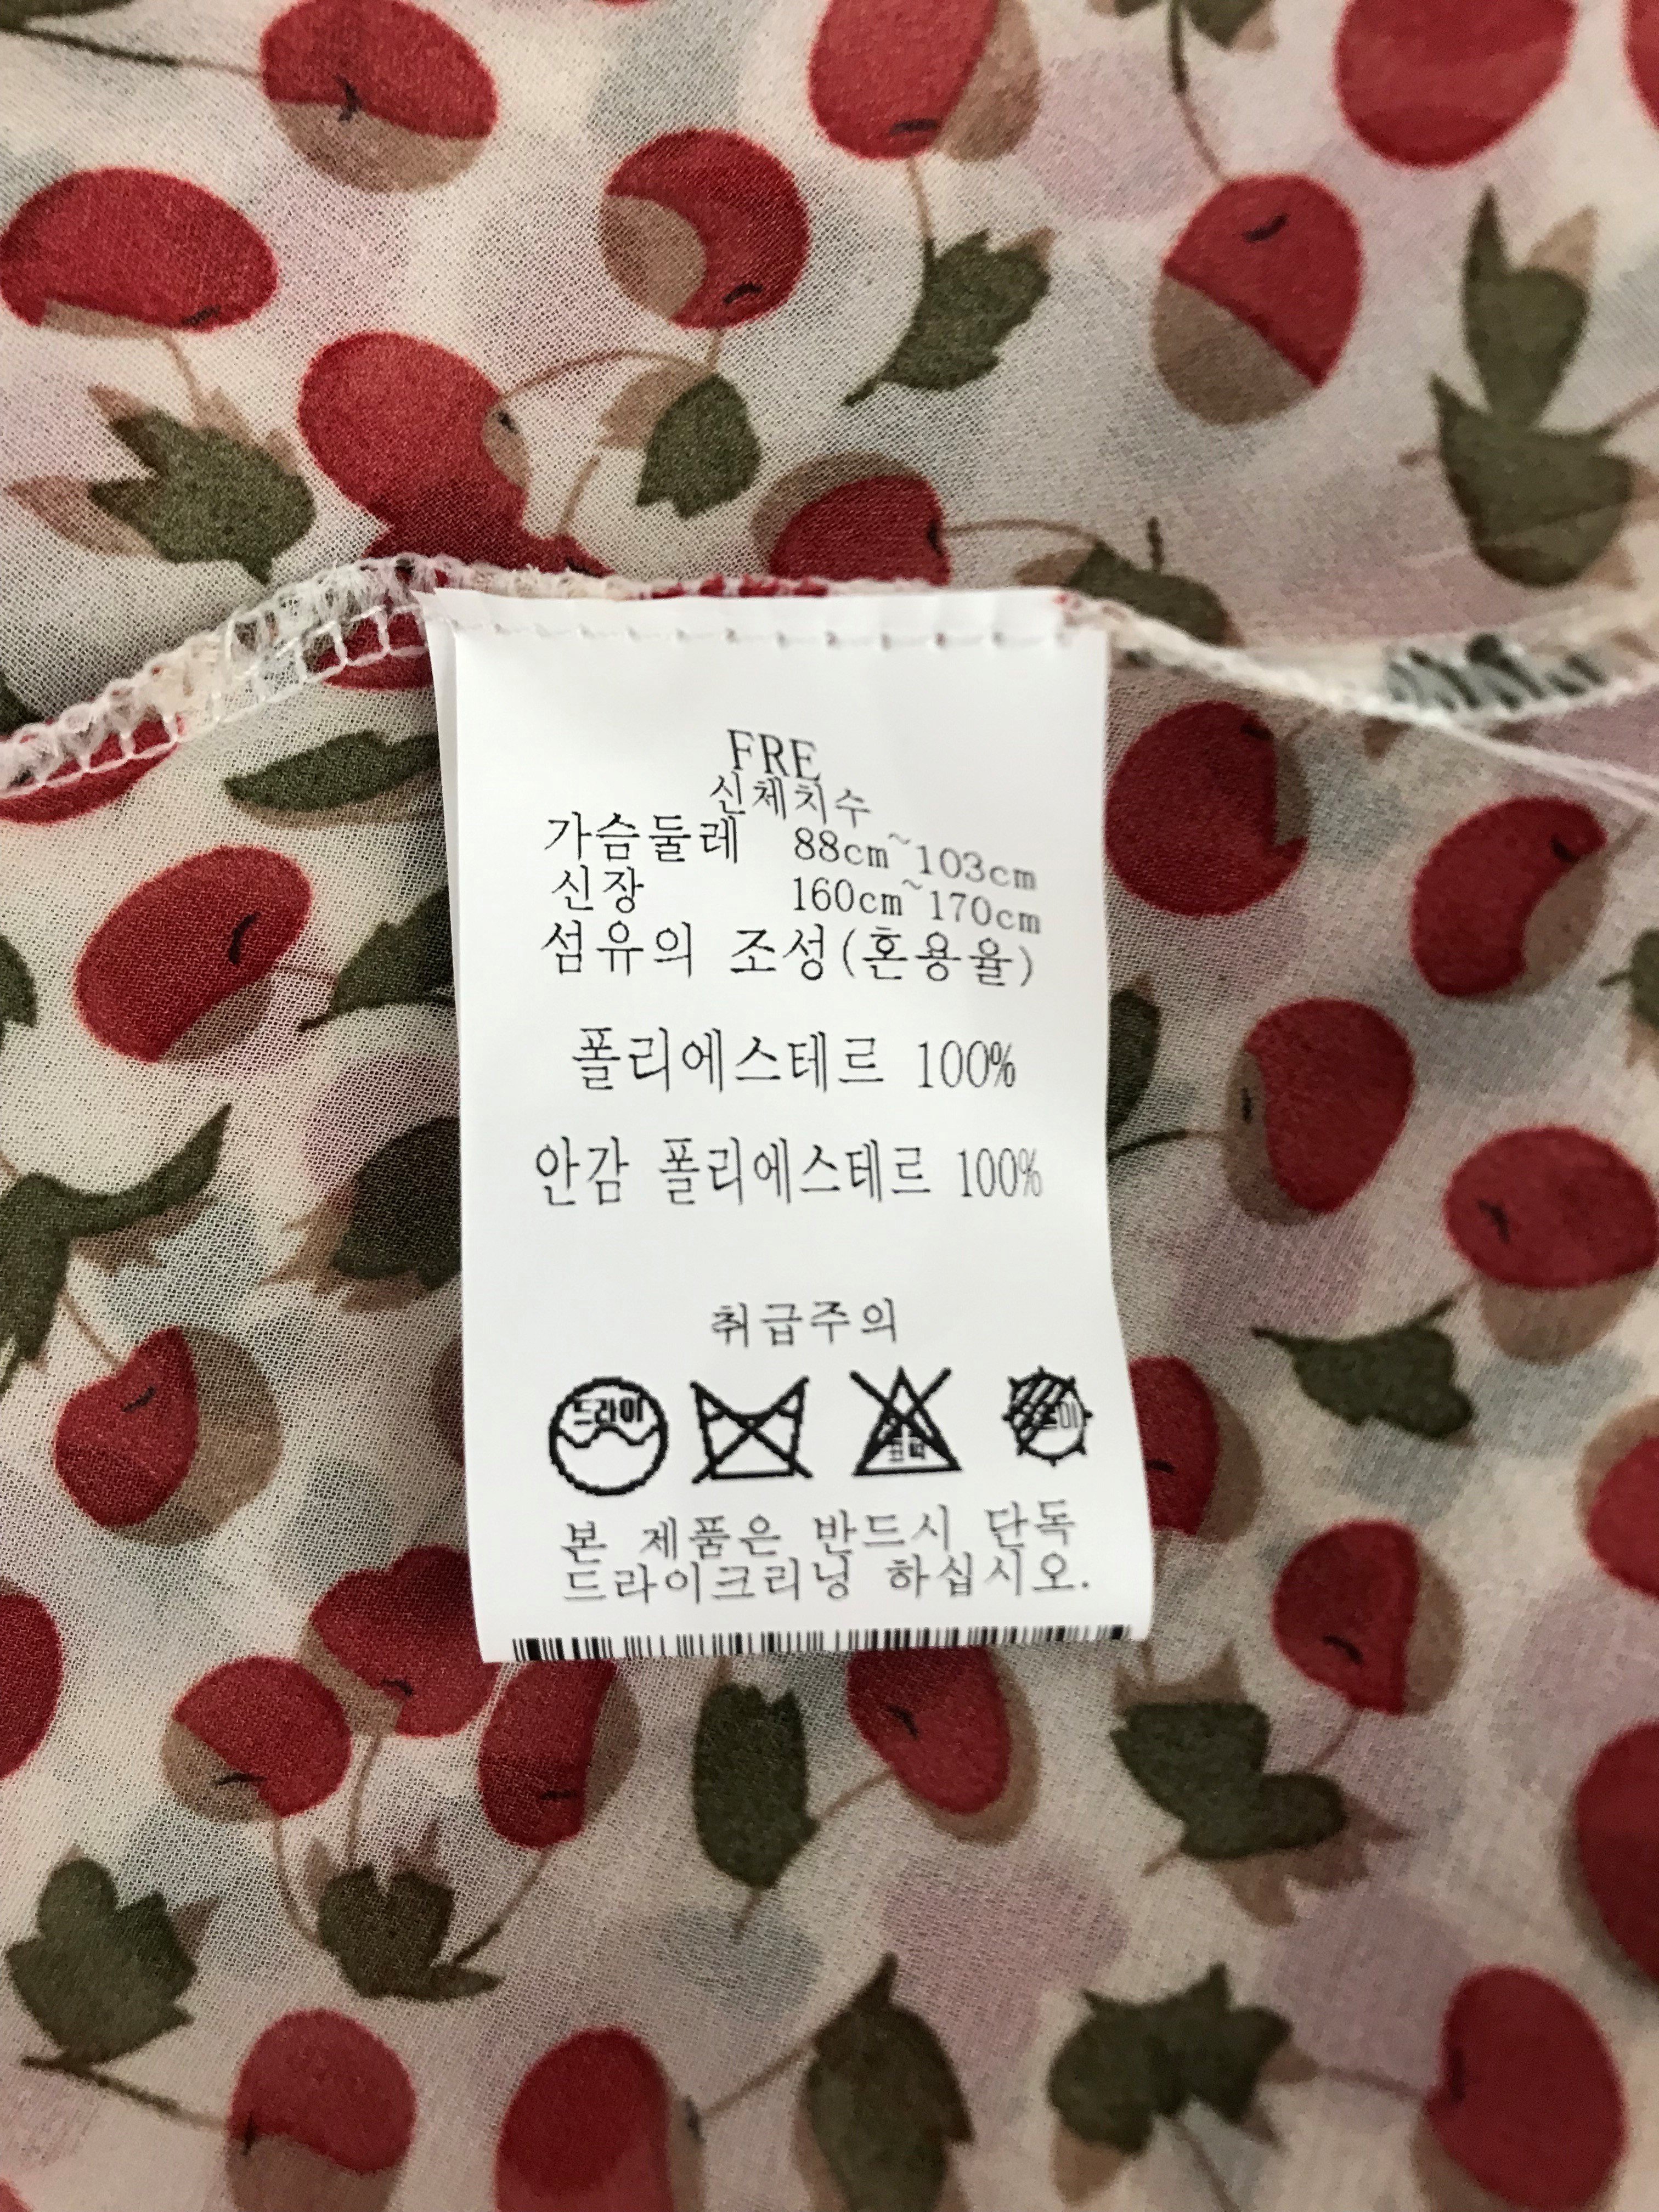 FRE
신체치수
가슴둘레 88cm~103cm
신장 160cm~170cm
섬유의 조성(혼용율)
폴리에스테르 100%
안감 폴리에스테르 100%
취급주의
드라이
표백
본 제품은 반드시 단독
드라이크리닝 하십시오.